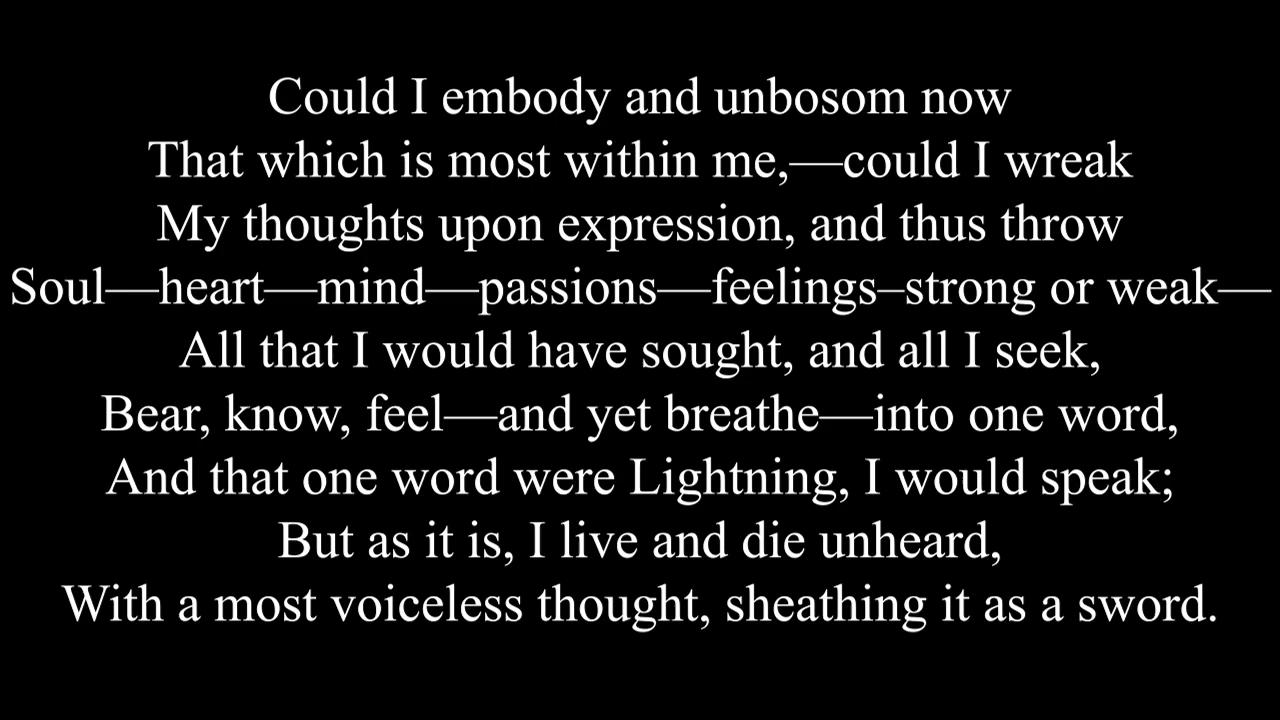 Could I embody and unbosom now
That which is most within me,—could I wreak
My thoughts upon expression, and thus throw
Soul—heart—mind—passions—feelings–strong or weak—
All that I would have sought, and all I seek,
Bear, know, feel—and yet breathe—into one word,
And that one word were Lightning, I would speak;
But as it is, I live and die unheard,
With a most voiceless thought, sheathing it as a sword.